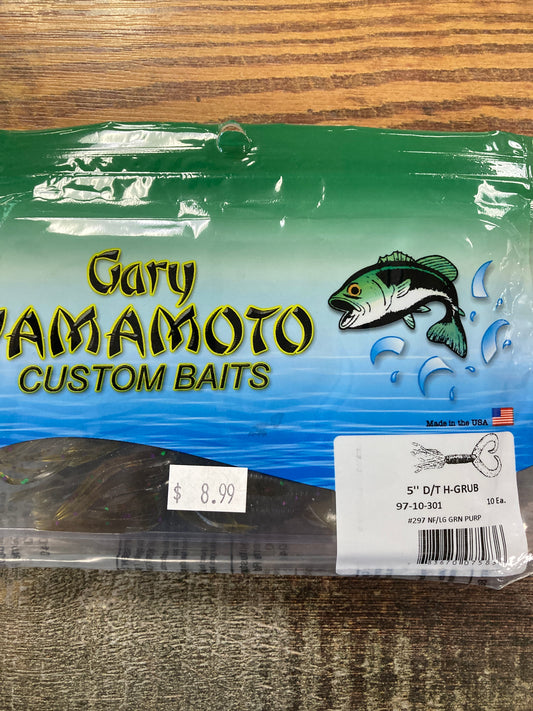 Gary
YAMAMOTO
CUSTOM BAITS
Made in the USA
5" D/T H-GRUB
97-10-301 10 Ea.
#297 NF/LG GRN PURP
$ 8.99